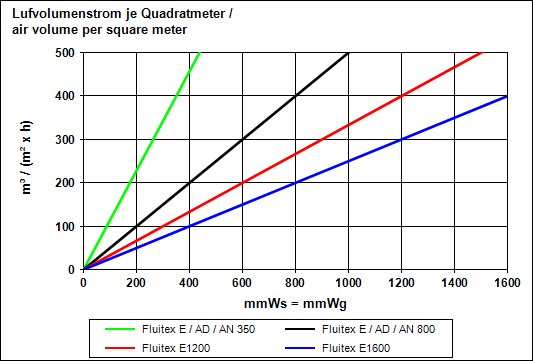 Lufvolumenstrom je Quadratmeter /
air volume per square meter
500
400
300
200
100
0
m³ / (m² x h)
0 200 400 600 800 1000 1200 1400 1600
mmWs = mmWg
Fluitex E / AD / AN 350 Fluitex E / AD / AN 800
Fluitex E1200 Fluitex E1600